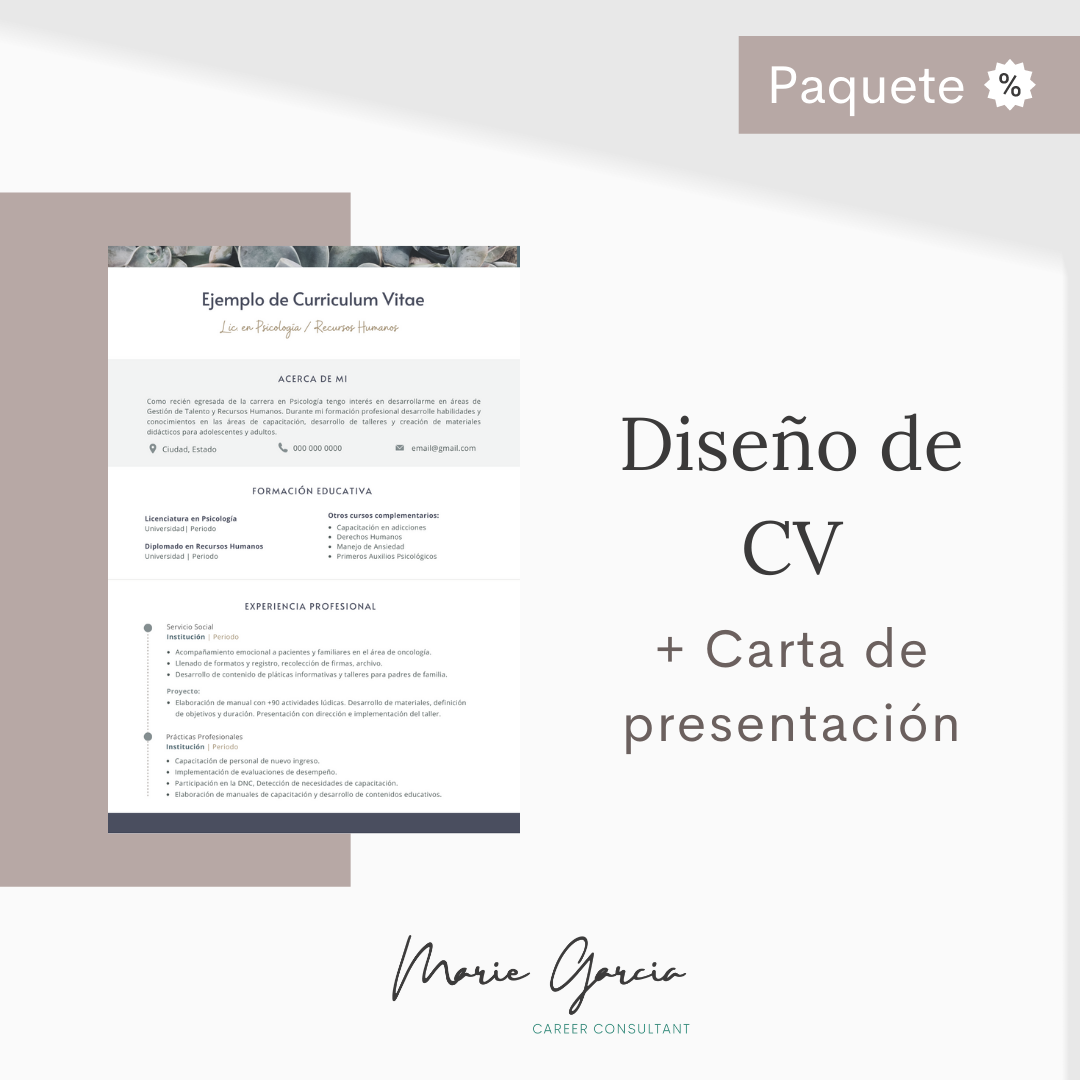 Paquete %
Ejemplo de Curriculum Vitae
Lic. en Psicología / Recursos Humanos
ACERCA DE MI
Como recién egresada de la carrera en Psicología tengo interés en desarrollarme en áreas de
Gestión de Talento y Recursos Humanos. Durante mi formación profesional desarrolle habilidades y
conocimientos en las áreas de capacitación, desarrollo de talleres y creación de materiales
didácticos para adolescentes y adultos.
Ciudad, Estado 000 000 0000 email@gmail.com
FORMACIÓN EDUCATIVA
Licenciatura en Psicología
Universidad| Periodo
Diplomado en Recursos Humanos
Universidad | Periodo
Otros cursos complementarios:
• Capacitación en adicciones
• Derechos Humanos
• Manejo de Ansiedad
• Primeros Auxilios Psicológicos
EXPERIENCIA PROFESIONAL
Servicio Social
Institución | Periodo
• Acompañamiento emocional a pacientes y familiares en el área de oncología.
• Llenado de formatos y registro, recolección de firmas, archivo.
• Desarrollo de contenido de pláticas informativas y talleres para padres de familia.
Proyecto:
• Elaboración de manual con +90 actividades lúdicas. Desarrollo de materiales, definición
de objetivos y duración. Presentación con dirección e implementación del taller.
Prácticas Profesionales
Institución | Periodo
• Capacitación de personal de nuevo ingreso.
• Implementación de evaluaciones de desempeño.
• Participación en la DNC, Detección de necesidades de capacitación.
• Elaboración de manuales de capacitación y desarrollo de contenidos educativos.
Diseño de
CV
+ Carta de
presentación
Marie Garcia
CAREER CONSULTANT